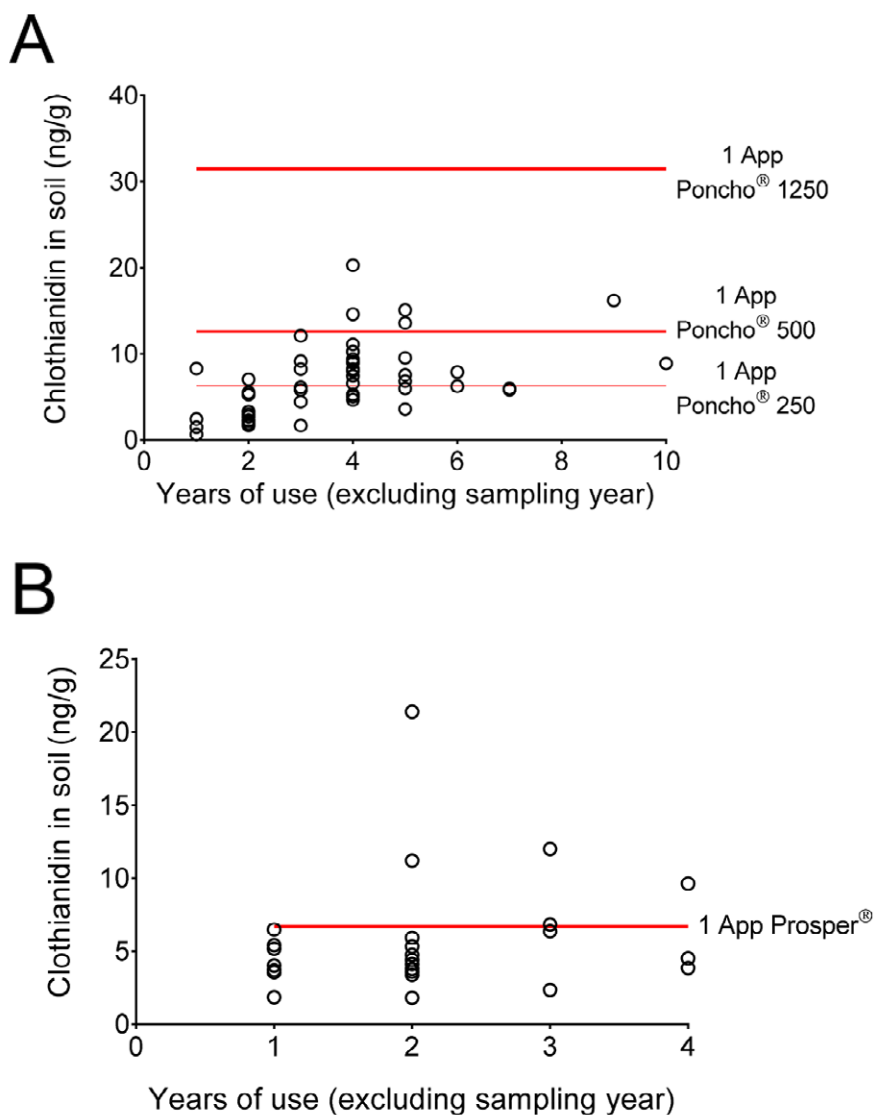 A
Chlothianidin in soil (ng/g)
40
30
20
10
0
0 2 4 6 8 10
Years of use (excluding sampling year)
1 App
Poncho® 1250
1 App
Poncho® 500
1 App
Poncho® 250
B
Clothianidin in soil (ng/g)
25
20
15
10
5
0
0 1 2 3 4
Years of use (excluding sampling year)
1 App Prosper®